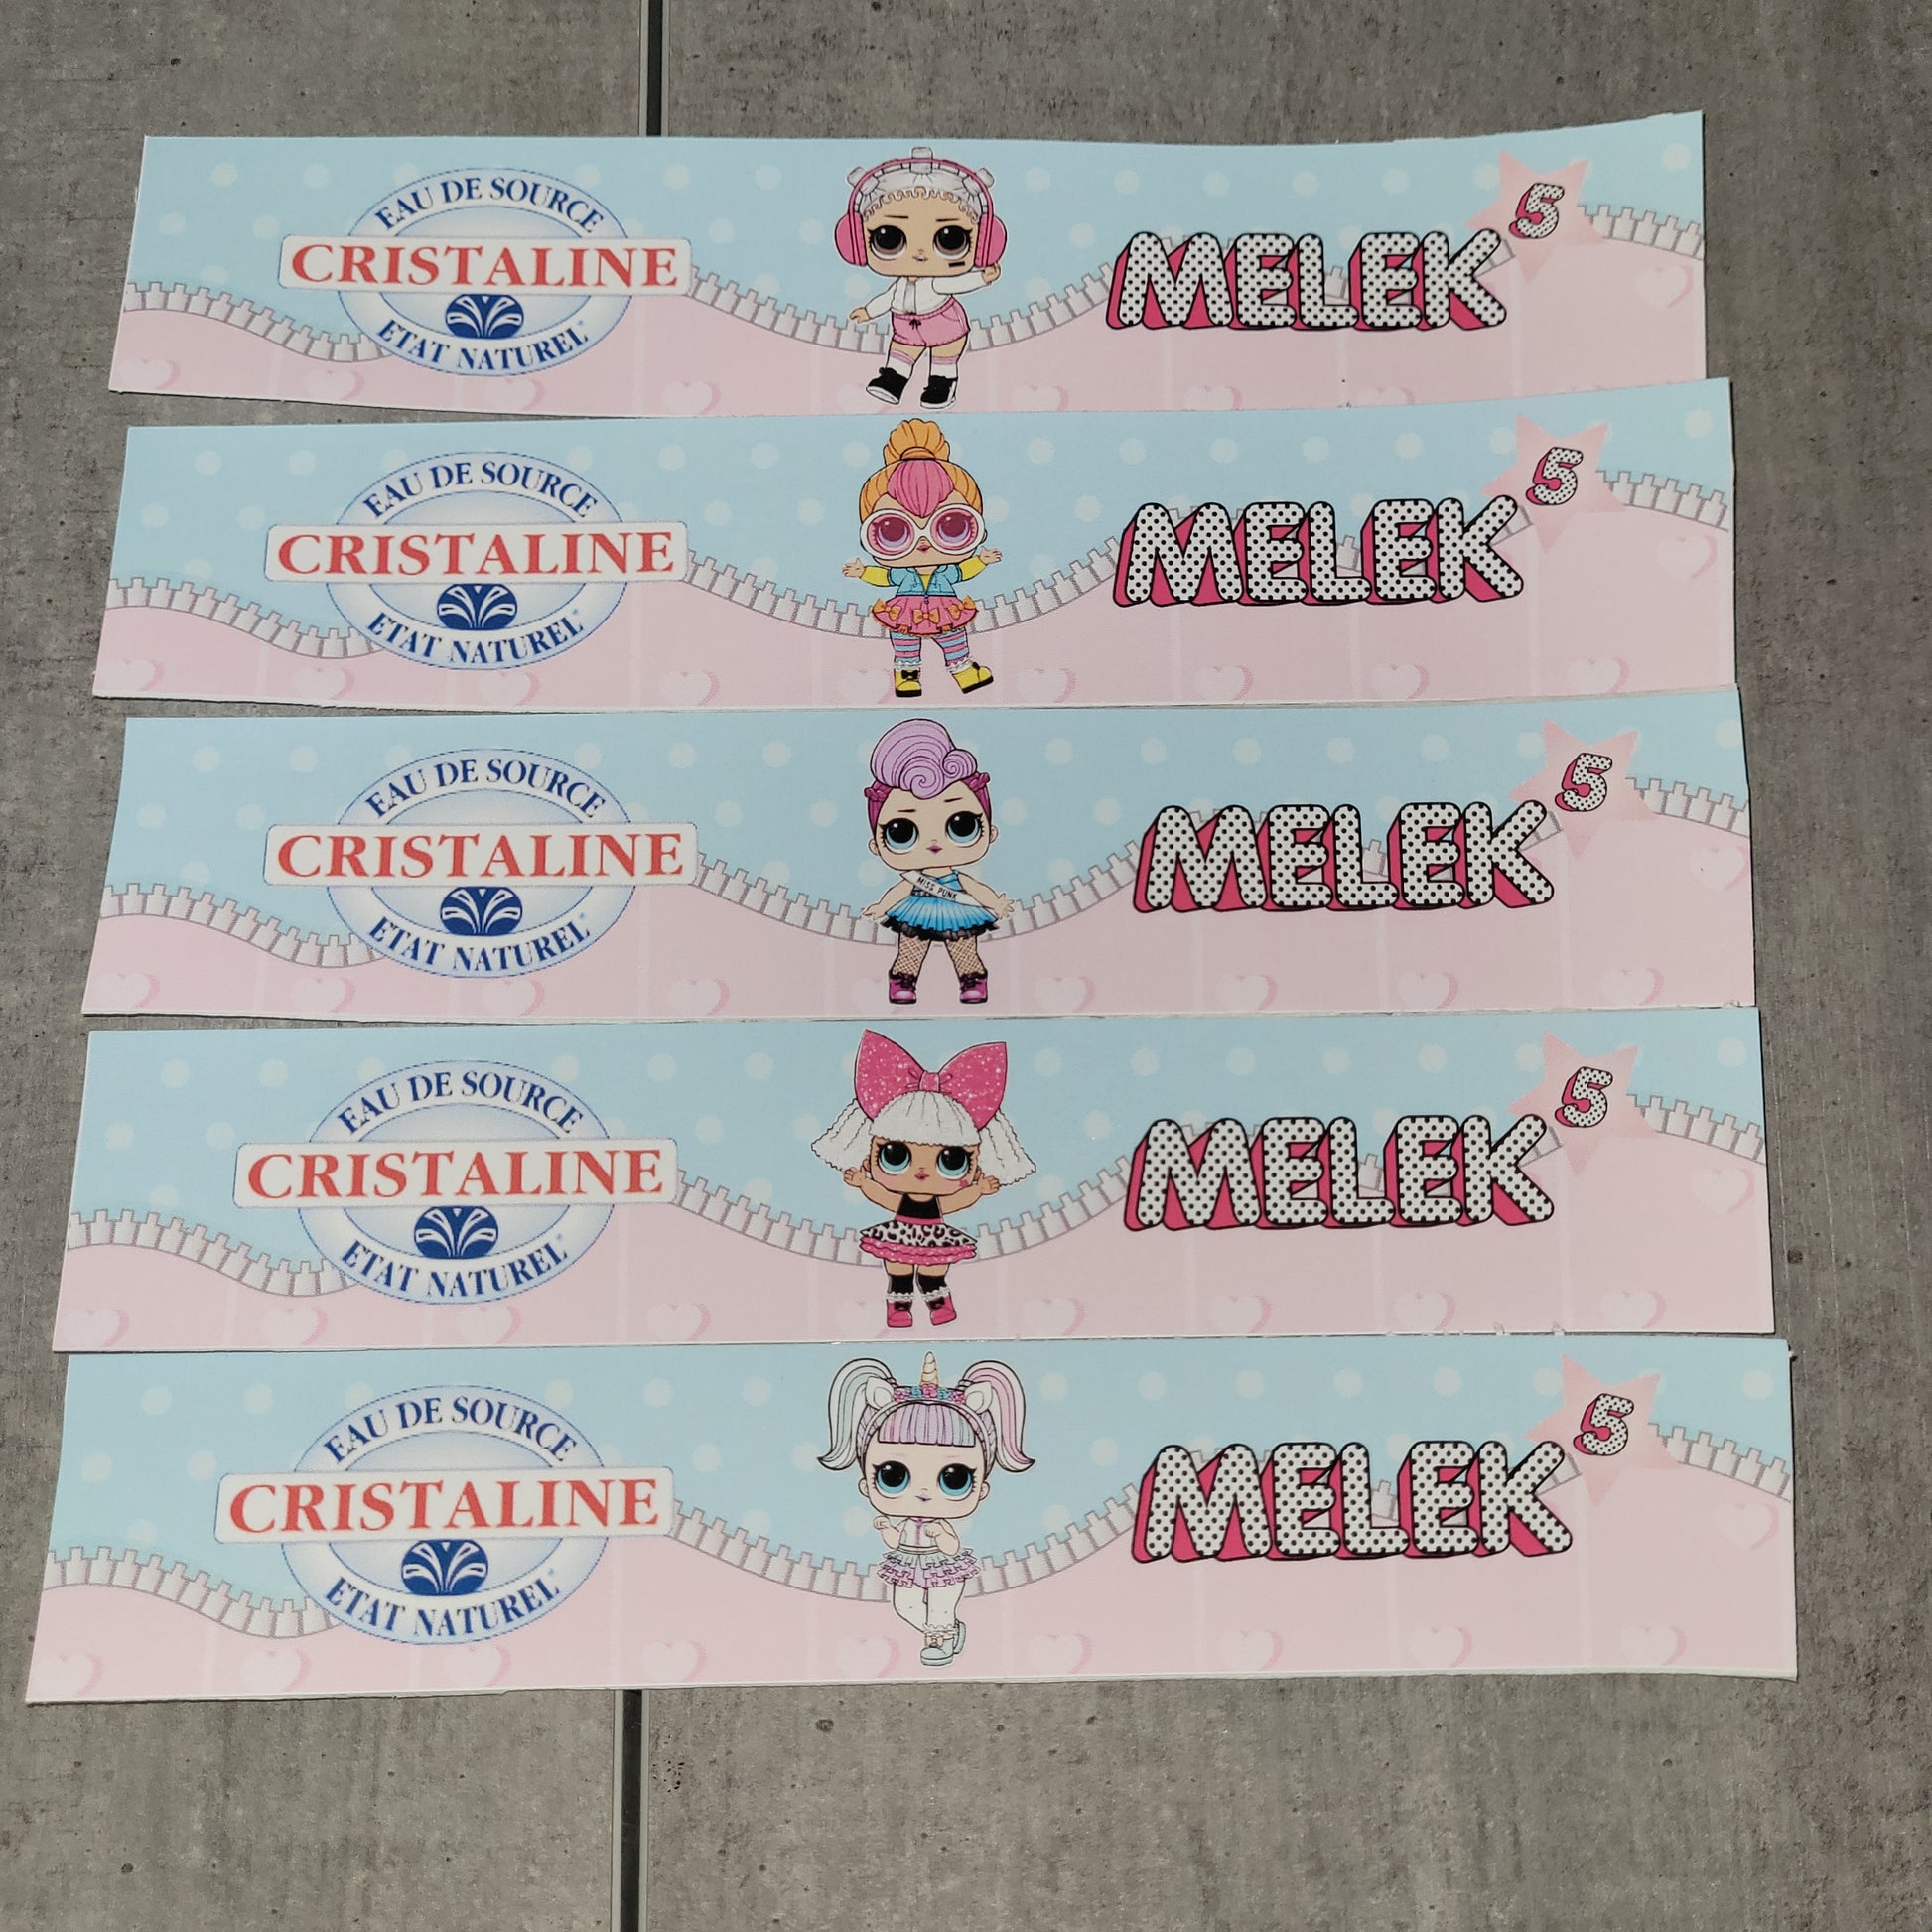 EAU DE SOURCE
CRISTALINE
ETAT NATUREL
MELEK
5
EAU DE SOURCE
CRISTALINE
ETAT NATUREL
MELEK
5
EAU DE SOURCE
CRISTALINE
ETAT NATUREL
MISS PUNK
MELEK
5
EAU DE SOURCE
CRISTALINE
ETAT NATUREL
MELEK
5
EAU DE SOURCE
CRISTALINE
ETAT NATUREL
MELEK
5